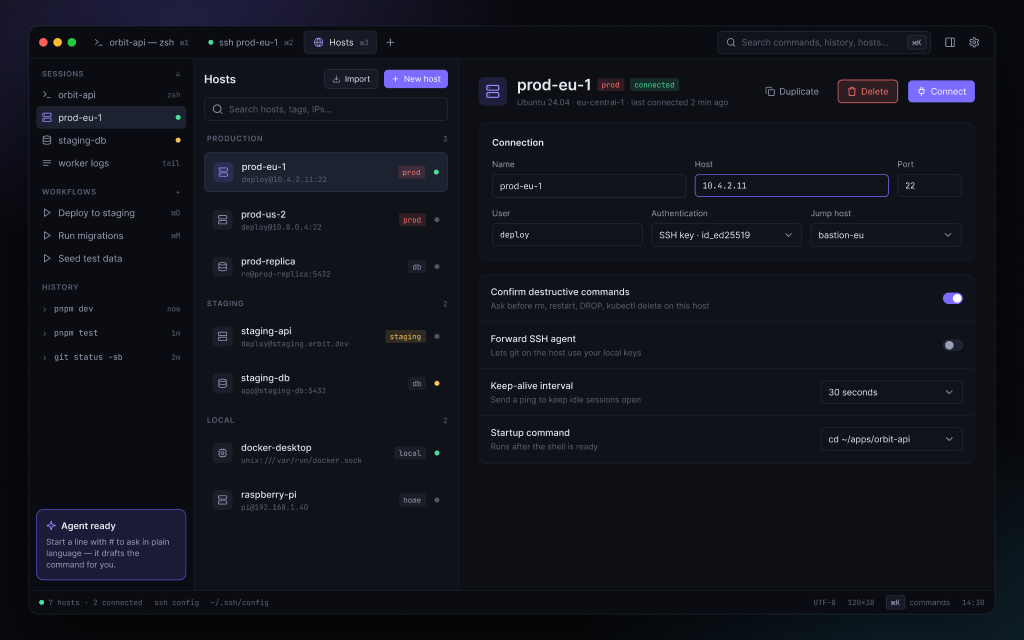 orbit-api — zsh ⌘1
ssh prod-eu-1 ⌘2
Hosts ⌘3
Search commands, history, hosts... ⌘K
SESSIONS 4
orbit-api zsh
prod-eu-1
staging-db
worker logs tail
WORKFLOWS +
Deploy to staging ⌘D
Run migrations ⌘M
Seed test data
HISTORY
› pnpm dev now
› pnpm test 1m
› git status -sb 2m
Agent ready
Start a line with # to ask in plain
language — it drafts the
command for you.
Hosts
Import
+ New host
Search hosts, tags, IPs...
PRODUCTION 3
prod-eu-1
deploy@10.4.2.11:22
prod
prod-us-2
deploy@10.8.0.4:22
prod
prod-replica
ro@prod-replica:5432
db
STAGING 2
staging-api
deploy@staging.orbit.dev
staging
staging-db
app@staging-db:5432
db
LOCAL 2
docker-desktop
unix:///var/run/docker.sock
local
raspberry-pi
pi@192.168.1.40
home
prod-eu-1 prod connected
Ubuntu 24.04 · eu-central-1 · last connected 2 min ago
Duplicate
Delete
Connect
Connection
Name
prod-eu-1
Host
10.4.2.11
Port
22
User
deploy
Authentication
SSH key · id_ed25519
Jump host
bastion-eu
Confirm destructive commands
Ask before rm, restart, DROP, kubectl delete on this host
Forward SSH agent
Lets git on the host use your local keys
Keep-alive interval
Send a ping to keep idle sessions open
30 seconds
Startup command
Runs after the shell is ready
cd ~/apps/orbit-api
7 hosts · 2 connected ssh config ~/.ssh/config
UTF-8 120×38 ⌘K commands 14:30